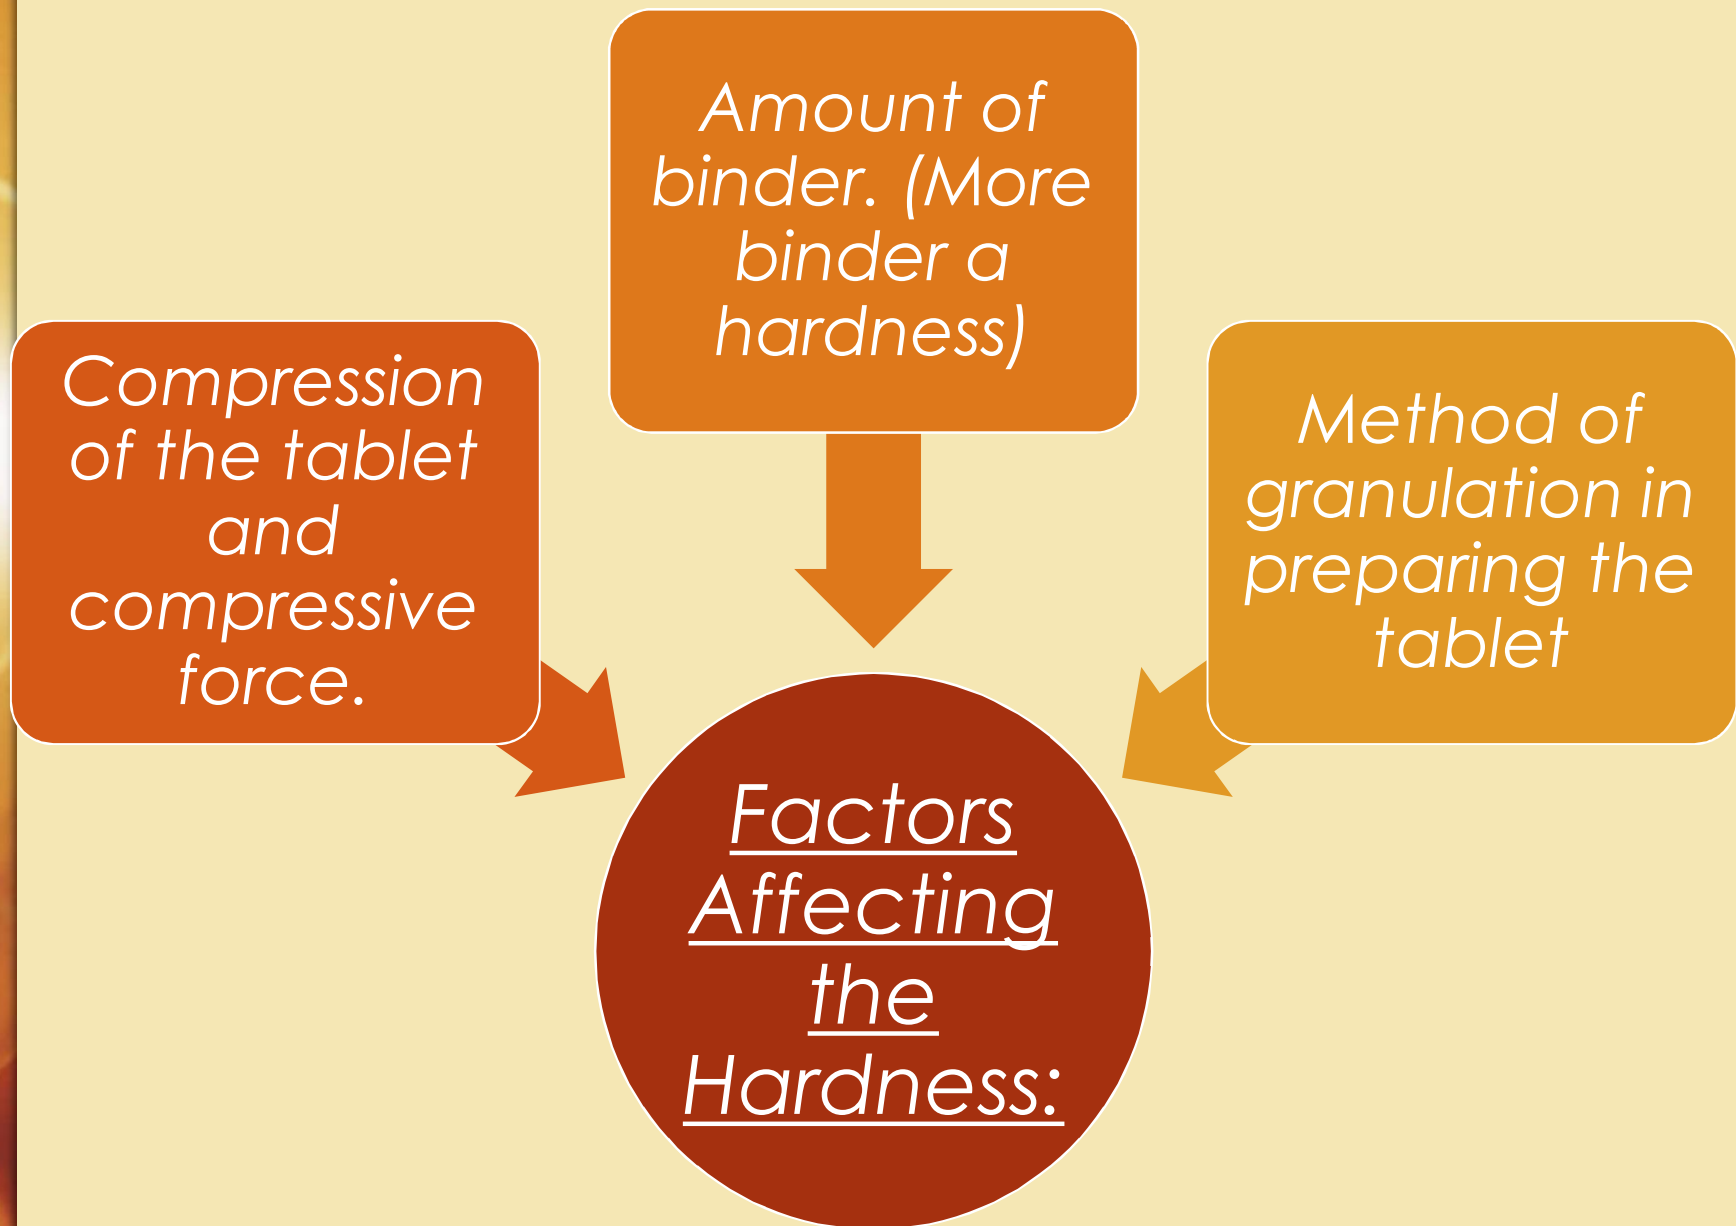 Amount of
binder. (More
binder a
hardness)
Compression
of the tablet
and
compressive
force.
Method of
granulation in
preparing the
tablet
Factors
Affecting
the
Hardness: